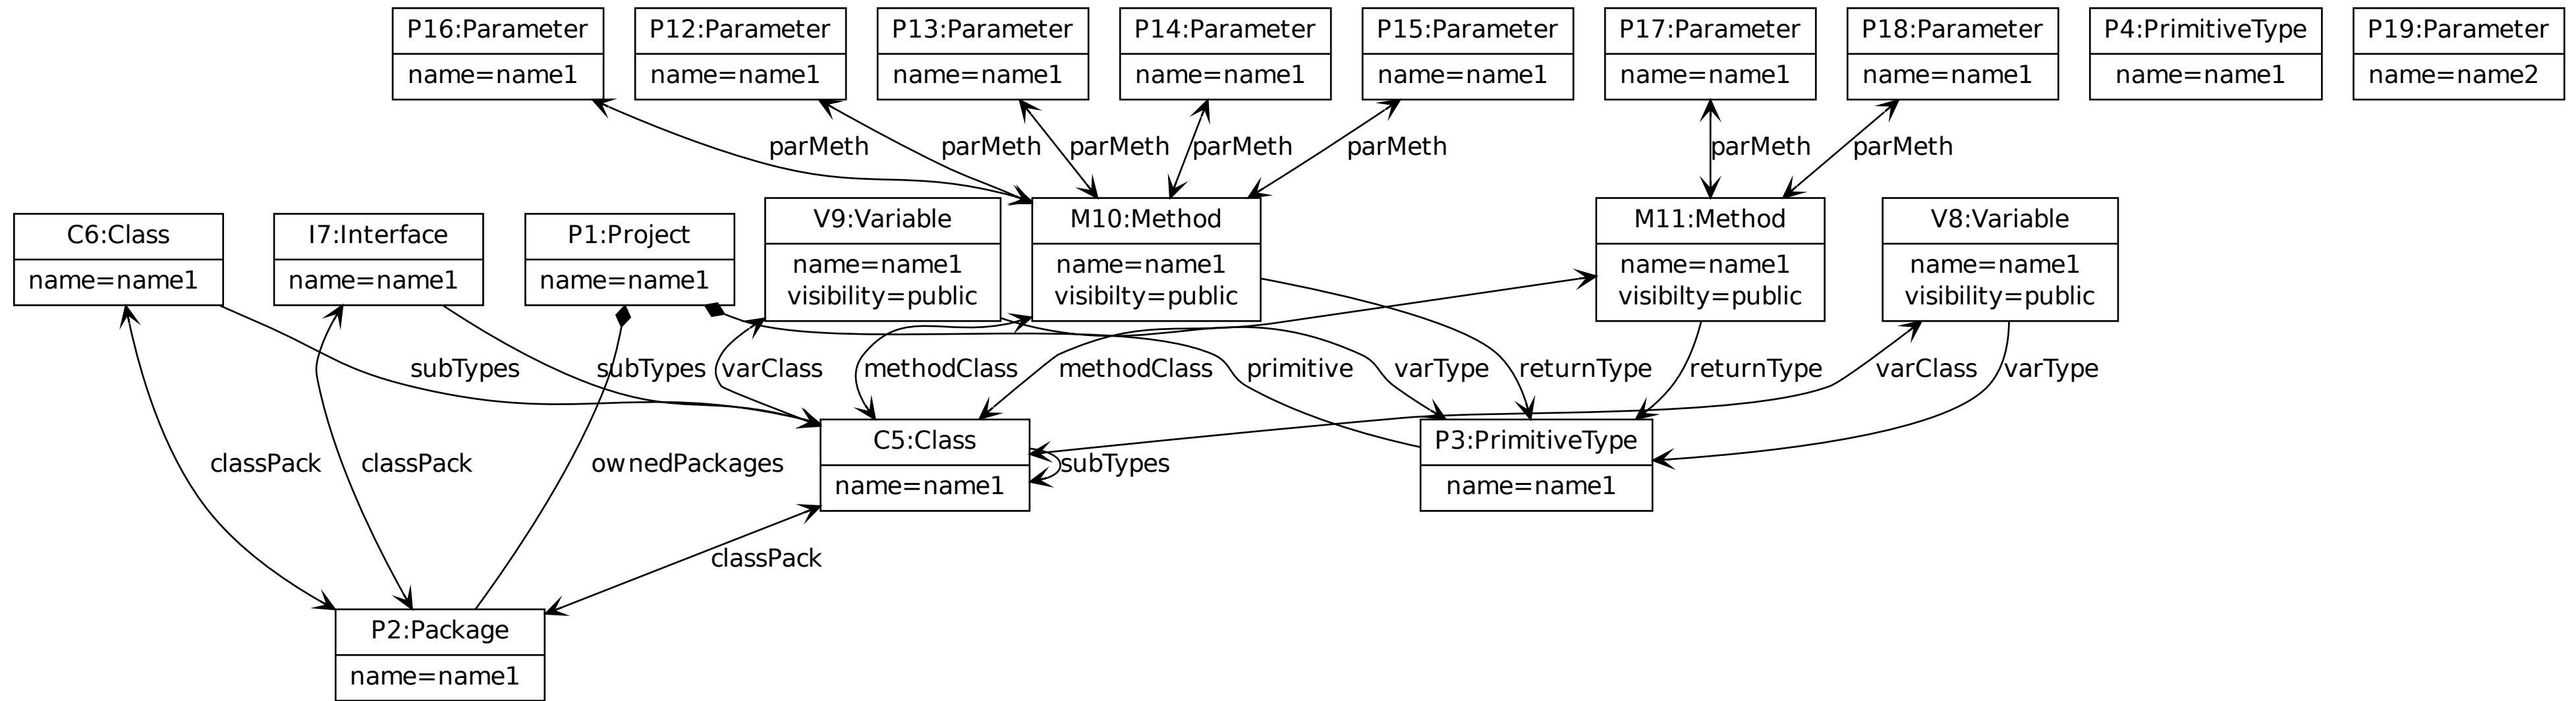 P16:Parameter
name=name1
P12:Parameter
name=name1
P13:Parameter
name=name1
P14:Parameter
name=name1
P15:Parameter
name=name1
P17:Parameter
name=name1
P18:Parameter
name=name1
P4:PrimitiveType
name=name1
P19:Parameter
name=name2
parMeth
parMeth
parMeth
parMeth
parMeth
parMeth
parMeth
C6:Class
name=name1
I7:Interface
name=name1
P1:Project
name=name1
V9:Variable
name=name1
visibility=public
M10:Method
name=name1
visibilty=public
M11:Method
name=name1
visibilty=public
V8:Variable
name=name1
visibility=public
subTypes
subTypes
varClass
methodClass
methodClass
primitive
varType
returnType
returnType
varClass
varType
C5:Class
name=name1
P3:PrimitiveType
name=name1
classPack
classPack
ownedPackages
subTypes
classPack
P2:Package
name=name1